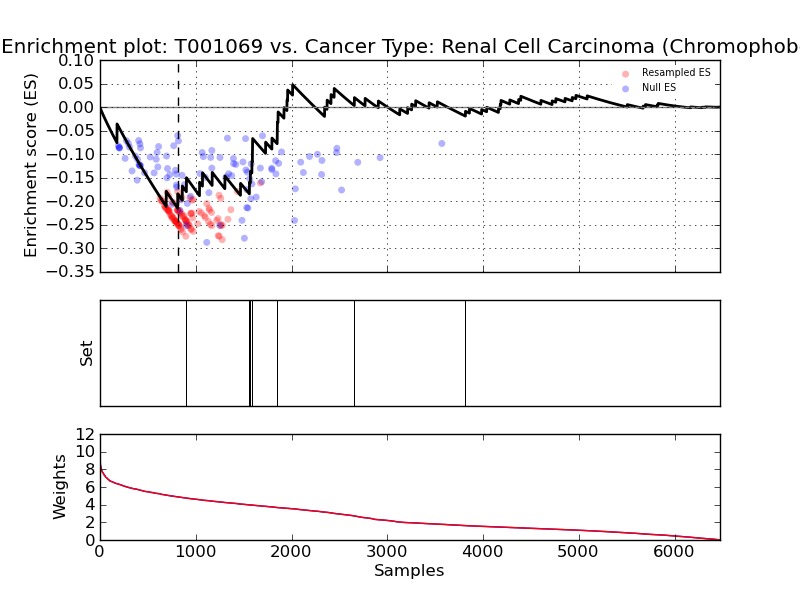 Enrichment plot: T001069 vs. Cancer Type: Renal Cell Carcinoma (Chromophob
0.10
0.05
0.00
−0.05
−0.10
−0.15
−0.20
−0.25
−0.30
−0.35
Enrichment score (ES)
Resampled ES
Null ES
Set
12
10
8
6
4
2
0
Weights
0 1000 2000 3000 4000 5000 6000
Samples